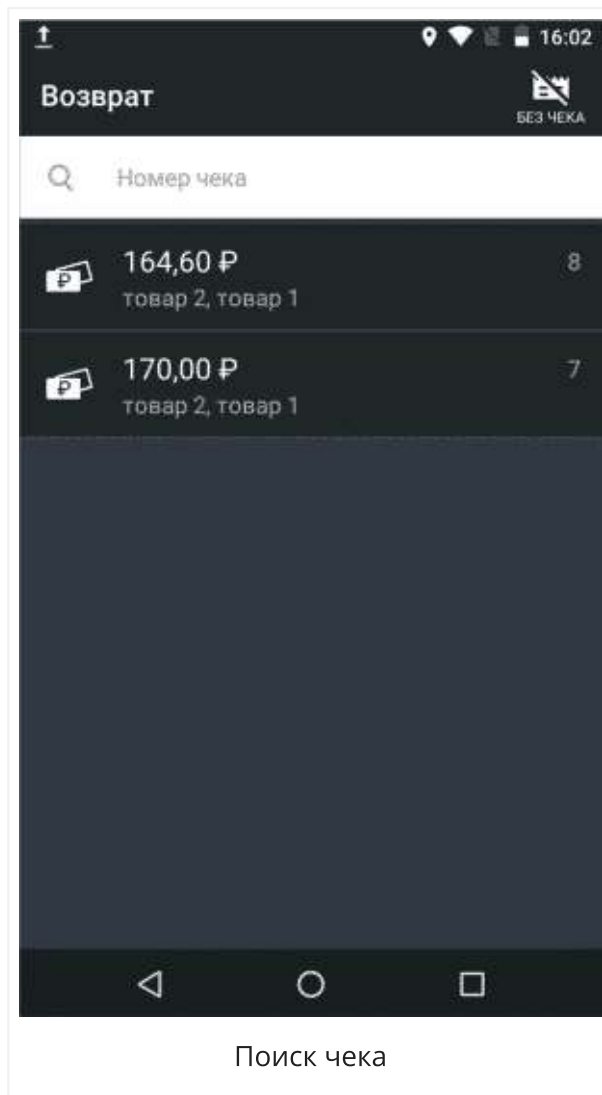 16:02
Возврат
БЕЗ ЧЕКА
Номер чека
164,60 ₽
8
товар 2, товар 1
170,00 ₽
7
товар 2, товар 1
Поиск чека